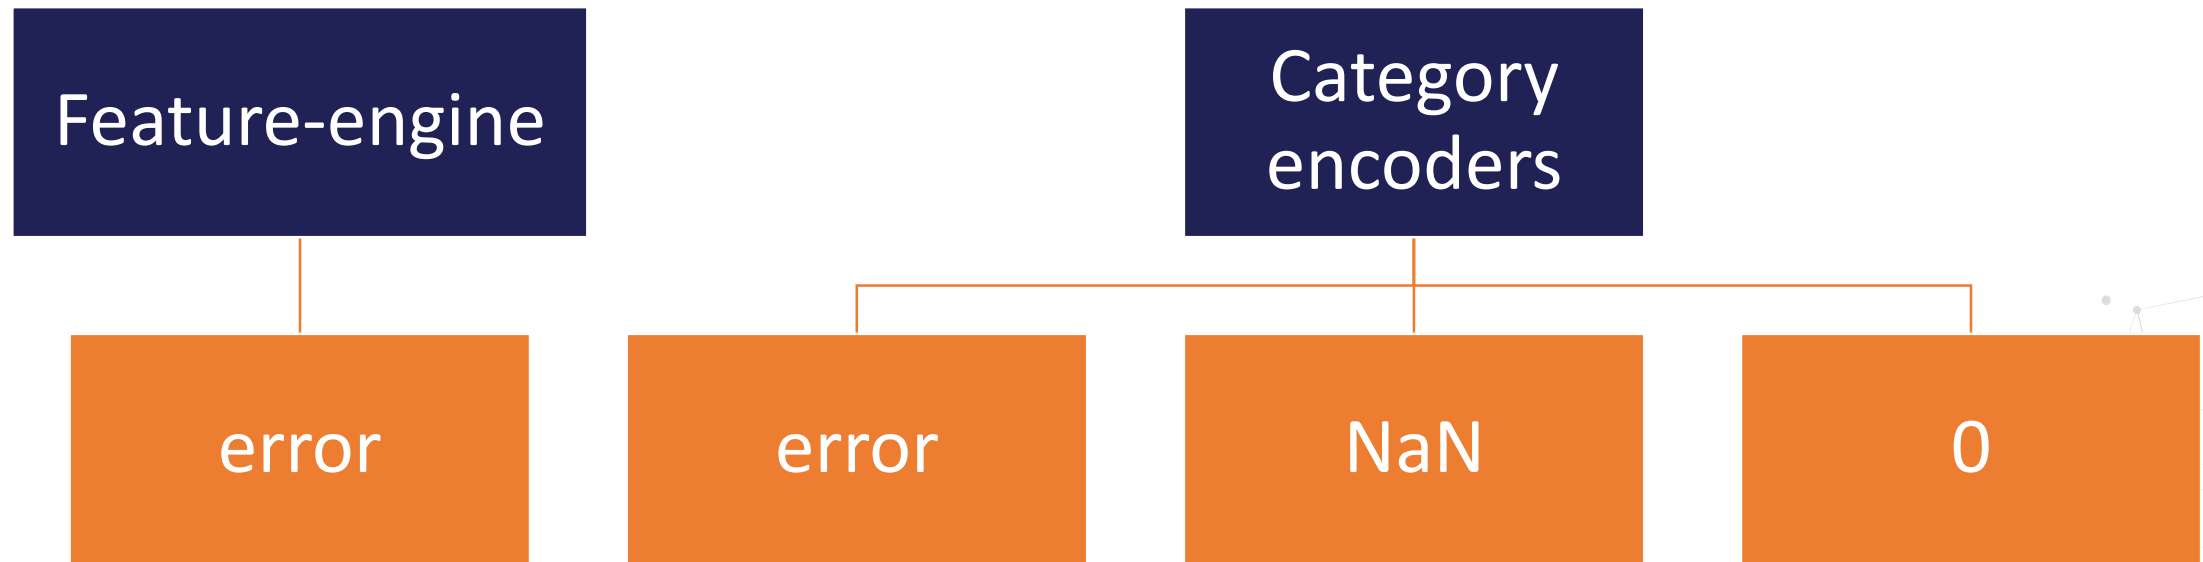 Feature-engine
Category
encoders
error
error
NaN
0